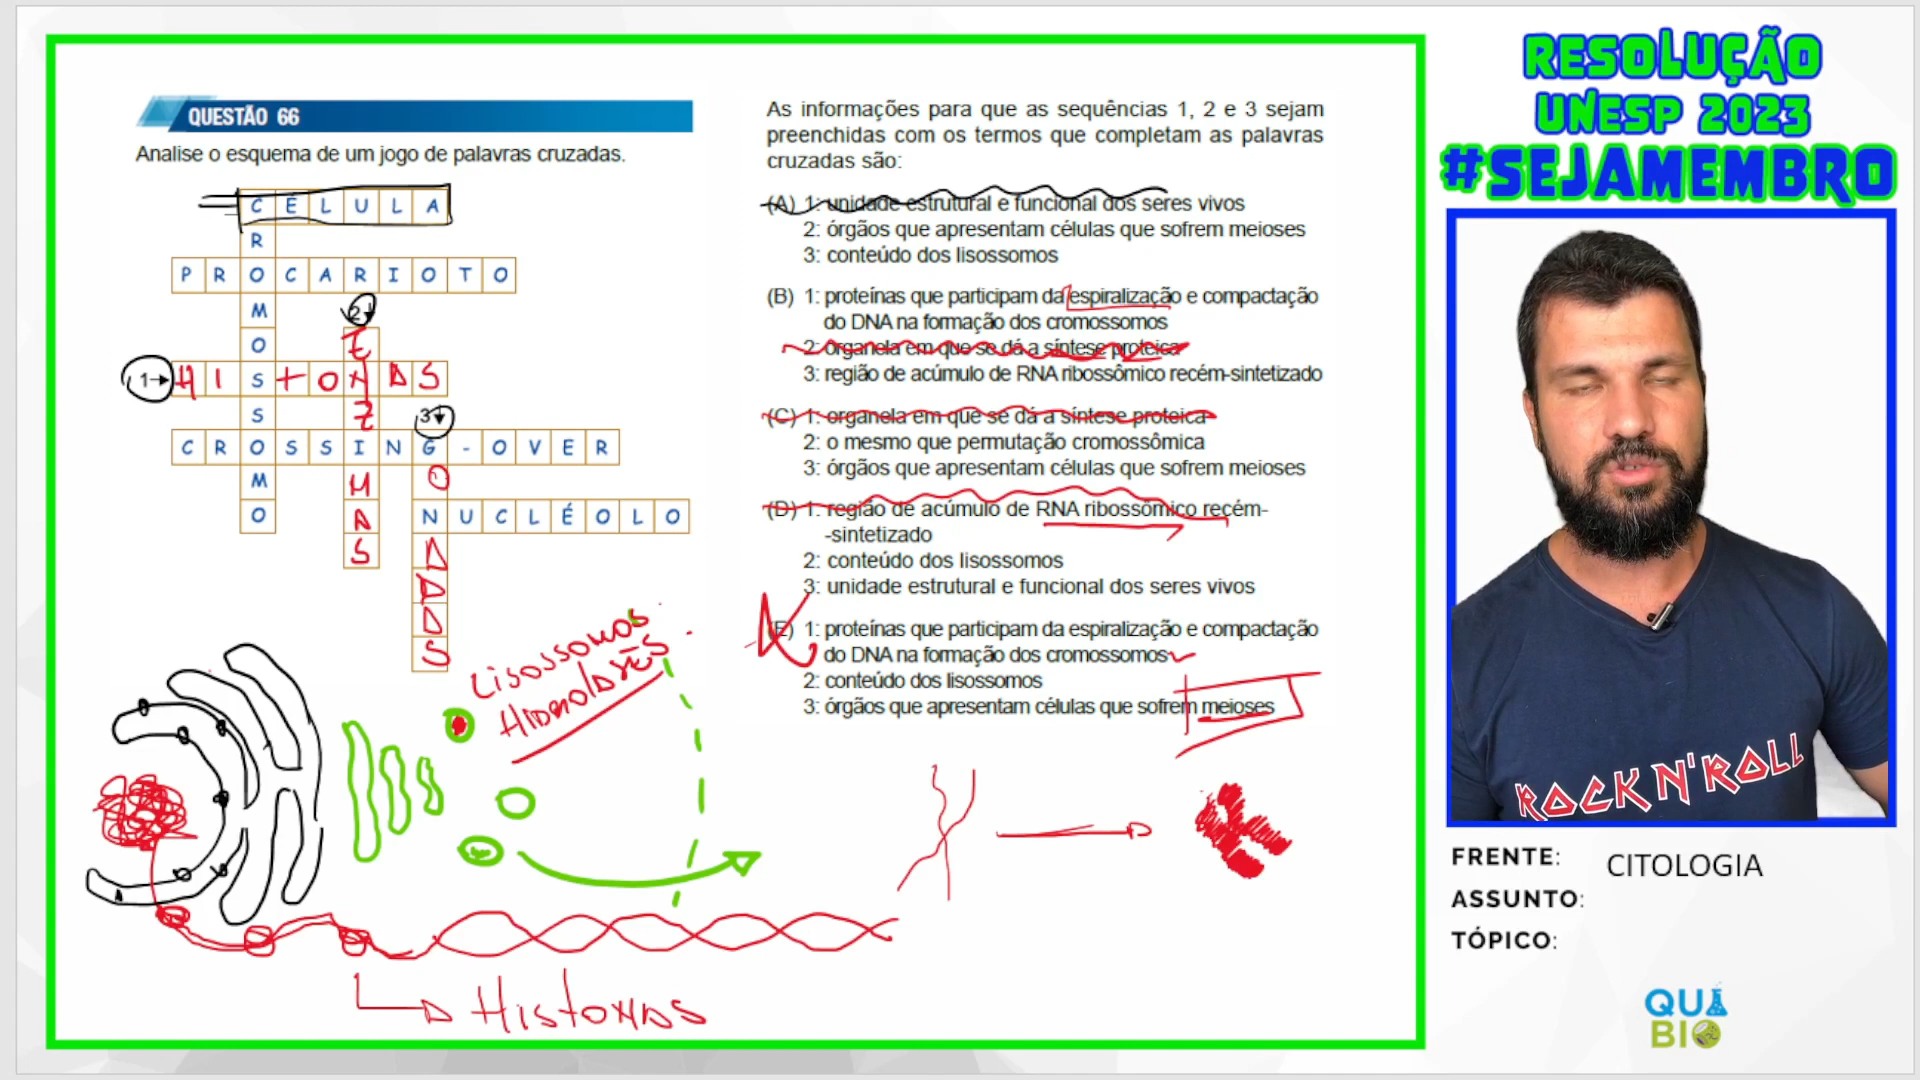 QUESTÃO 66
Analise o esquema de um jogo de palavras cruzadas.
CÉLULA
R
PROCARIOTO
M
2
O
E
1 HISTONAS
S
Z
3
CROSSING-OVER
M
M
O
O
A
NUCLÉOLO
S
A
D
A
S
Lisossomos
Hidrolases
Histonas
As informações para que as sequências 1, 2 e 3 sejam
preenchidas com os termos que completam as palavras
cruzadas são:
(A) 1: unidade estrutural e funcional dos seres vivos
2: órgãos que apresentam células que sofrem meioses
3: conteúdo dos lisossomos
(B) 1: proteínas que participam da espiralização e compactação
do DNA na formação dos cromossomos
2: organela em que se dá a síntese proteica
3: região de acúmulo de RNA ribossômico recém-sintetizado
(C) 1: organela em que se dá a síntese proteica
2: o mesmo que permutação cromossômica
3: órgãos que apresentam células que sofrem meioses
(D) 1: região de acúmulo de RNA ribossômico recém-
-sintetizado
2: conteúdo dos lisossomos
3: unidade estrutural e funcional dos seres vivos
(E) 1: proteínas que participam da espiralização e compactação
do DNA na formação dos cromossomos
2: conteúdo dos lisossomos
3: órgãos que apresentam células que sofrem meioses
RESOLUÇÃO
UNESP 2023
#SEJAMEMBRO
ROCK N' ROLL
FRENTE: CITOLOGIA
ASSUNTO:
TÓPICO:
QUI
BIO